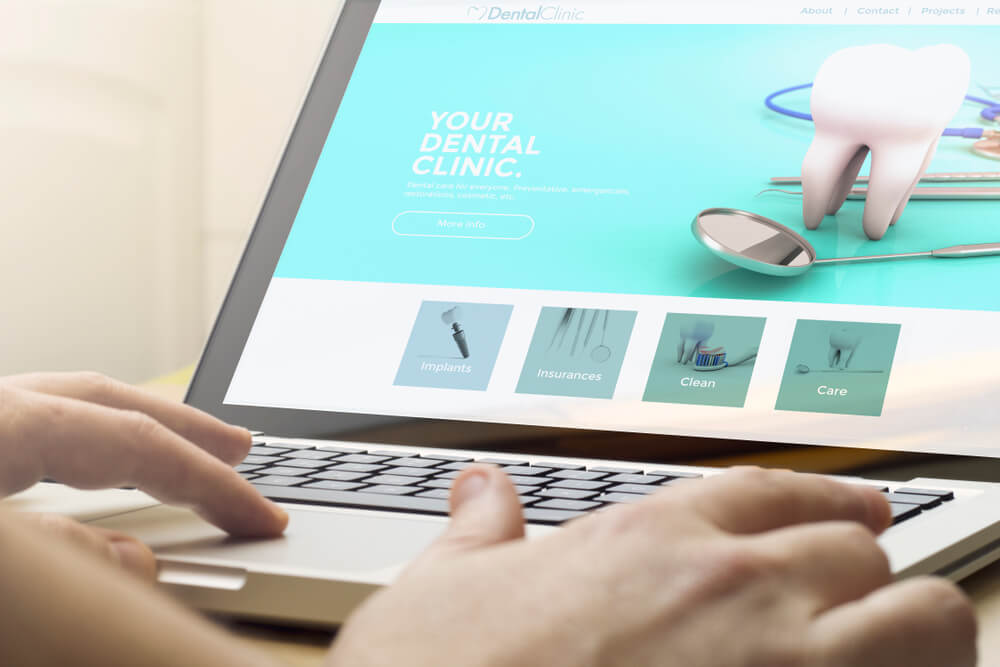 DentalClinic
About | Contact | Projects | Re
YOUR
DENTAL
CLINIC.
Dental care for everyone. Preventative, emergencies,
restorations, cosmetic, etc.
More info
Implants
Insurances
Clean
Care